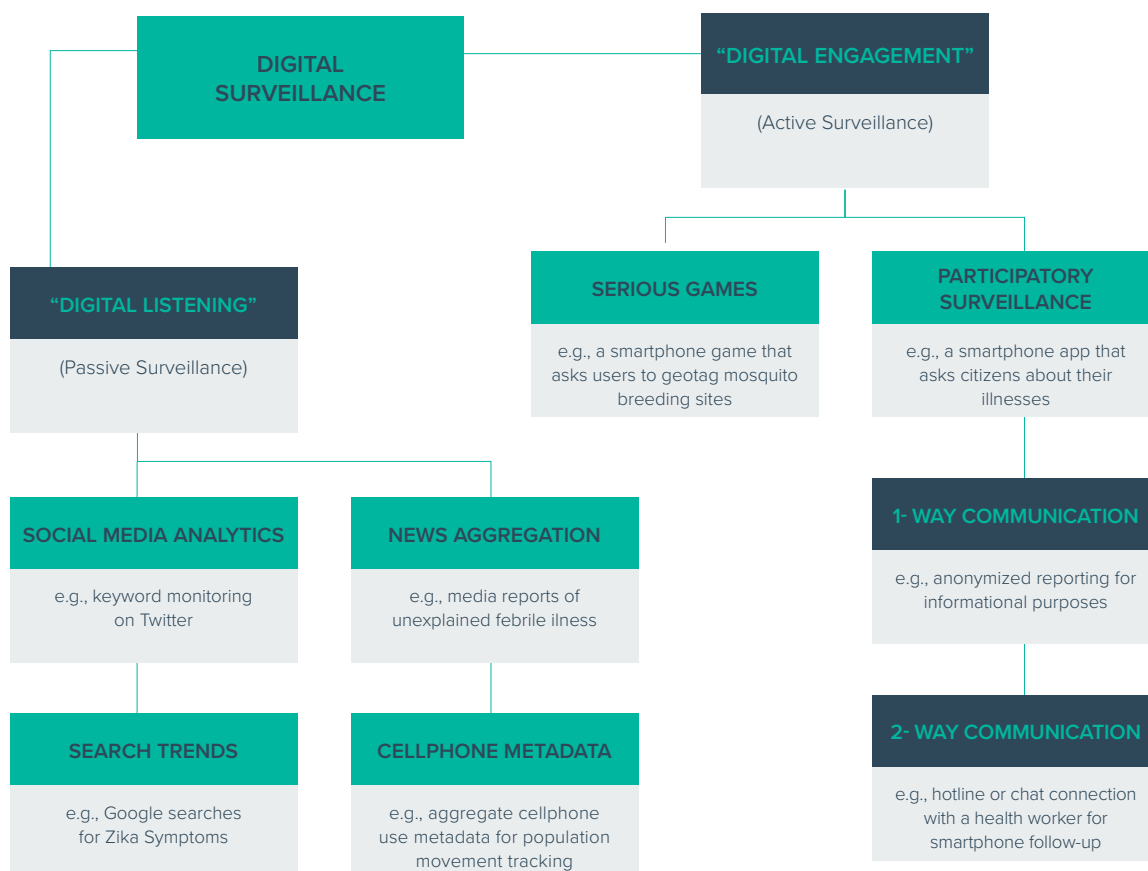 DIGITAL
SURVEILLANCE
“DIGITAL ENGAGEMENT”
(Active Surveillance)
“DIGITAL LISTENING”
(Passive Surveillance)
SERIOUS GAMES
e.g., a smartphone game that
asks users to geotag mosquito
breeding sites
PARTICIPATORY
SURVEILLANCE
e.g., a smartphone app that
asks citizens about their
illnesses
SOCIAL MEDIA ANALYTICS
e.g., keyword monitoring
on Twitter
NEWS AGGREGATION
e.g., media reports of
unexplained febrile ilness
1- WAY COMMUNICATION
e.g., anonymized reporting for
informational purposes
SEARCH TRENDS
e.g., Google searches
for Zika Symptoms
CELLPHONE METADATA
e.g., aggregate cellphone
use metadata for population
movement tracking
2- WAY COMMUNICATION
e.g., hotline or chat connection
with a health worker for
smartphone follow-up